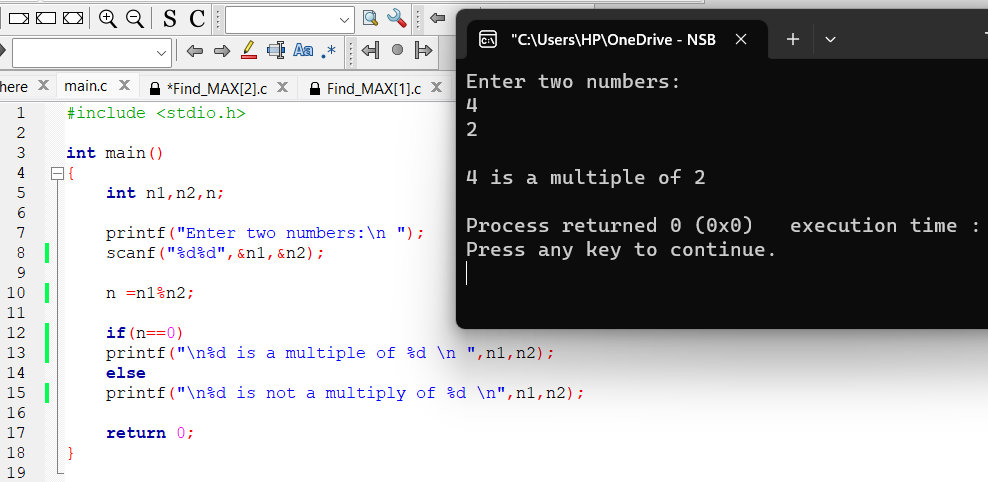 S C
Aa .*
here X main.c X *Find_MAX[2].c X Find_MAX[1].c X
1 #include <stdio.h>
2
3 int main()
4 {
5 int n1,n2,n;
6
7 printf("Enter two numbers:\n ");
8 scanf("%d%d",&n1,&n2);
9
10 n =n1%n2;
11
12 if(n==0)
13 printf("\n%d is a multiple of %d \n ",n1,n2);
14 else
15 printf("\n%d is not a multiply of %d \n",n1,n2);
16
17 return 0;
18 }
19
"C:\Users\HP\OneDrive - NSB
Enter two numbers:
4
2
4 is a multiple of 2
Process returned 0 (0x0)   execution time :
Press any key to continue.